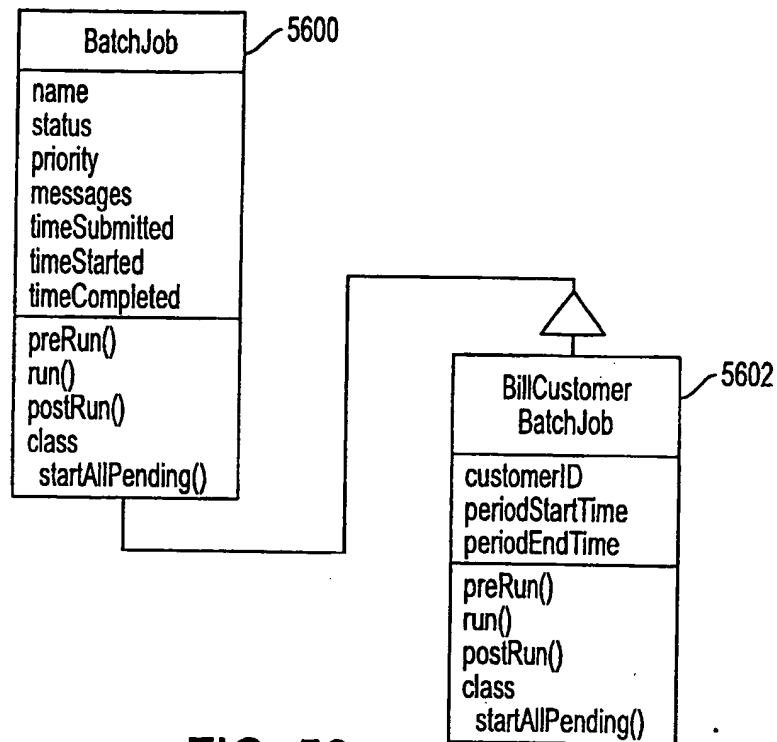 BatchJob
5600
name
status
priority
messages
timeSubmitted
timeStarted
timeCompleted
preRun()
run()
postRun()
class
startAllPending()
BillCustomer
BatchJob
5602
customerID
periodStartTime
periodEndTime
preRun()
run()
postRun()
class
startAllPending()